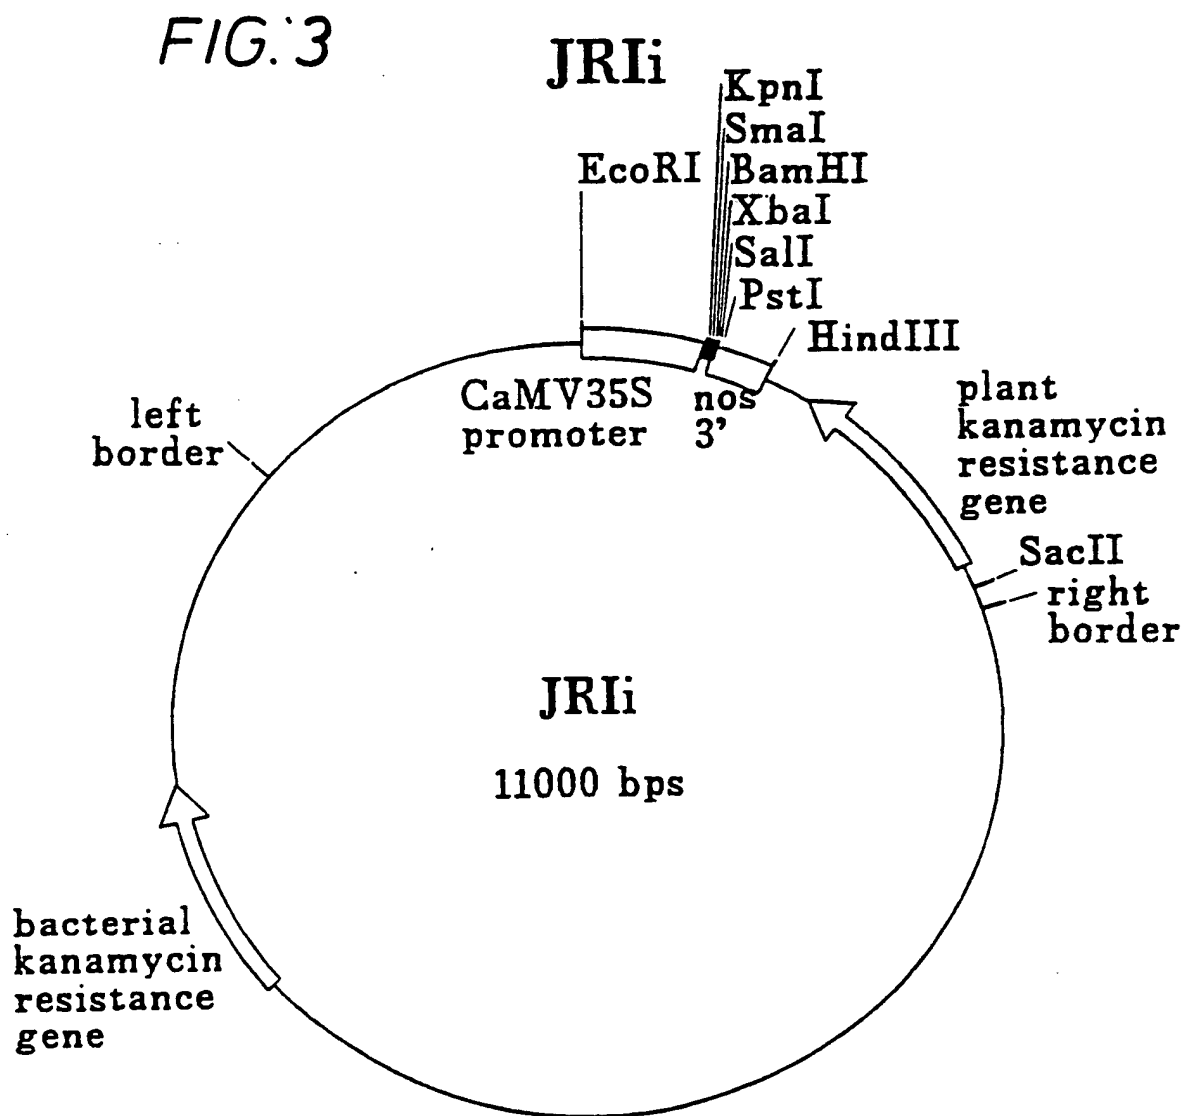 FIG. 3
JRIi
KpnI
SmaI
EcoRI
BamHI
XbaI
SalI
PstI
HindIII
CaMV35S
promoter
nos
3’
left
border
plant
kanamycin
resistance
gene
SacII
right
border
JRIi
11000 bps
bacterial
kanamycin
resistance
gene